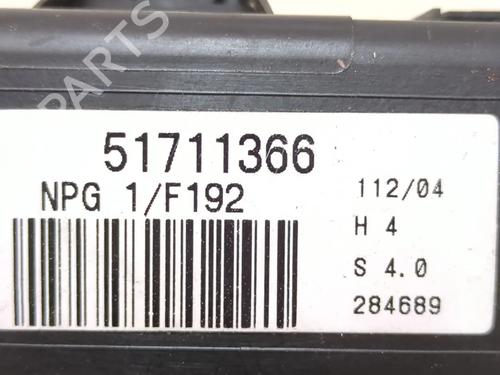 51711366
NPG 1/F192
112/04
H 4
S 4.0
284689
B PARTS